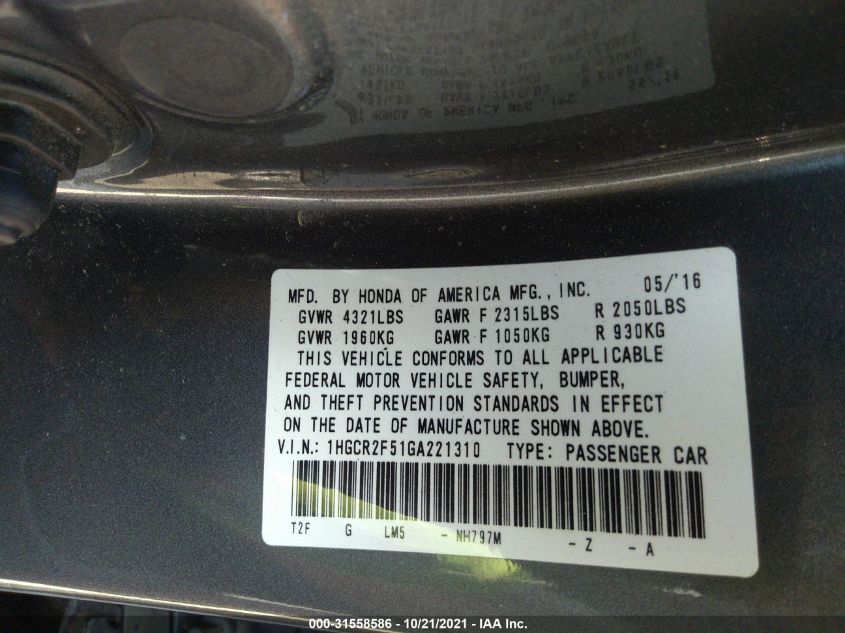 MFD. BY HONDA OF AMERICA MFG., INC. 05/'16
GVWR 4321LBS GAWR F 2315LBS R 2050LBS
GVWR 1960KG GAWR F 1050KG R 930KG
THIS VEHICLE CONFORMS TO ALL APPLICABLE
FEDERAL MOTOR VEHICLE SAFETY, BUMPER,
AND THEFT PREVENTION STANDARDS IN EFFECT
ON THE DATE OF MANUFACTURE SHOWN ABOVE.
V.I.N.: 1HGCR2F51GA221310 TYPE: PASSENGER CAR
T2F G LM5 - NH797M - Z - A
000-31558586 - 10/21/2021 - IAA Inc.